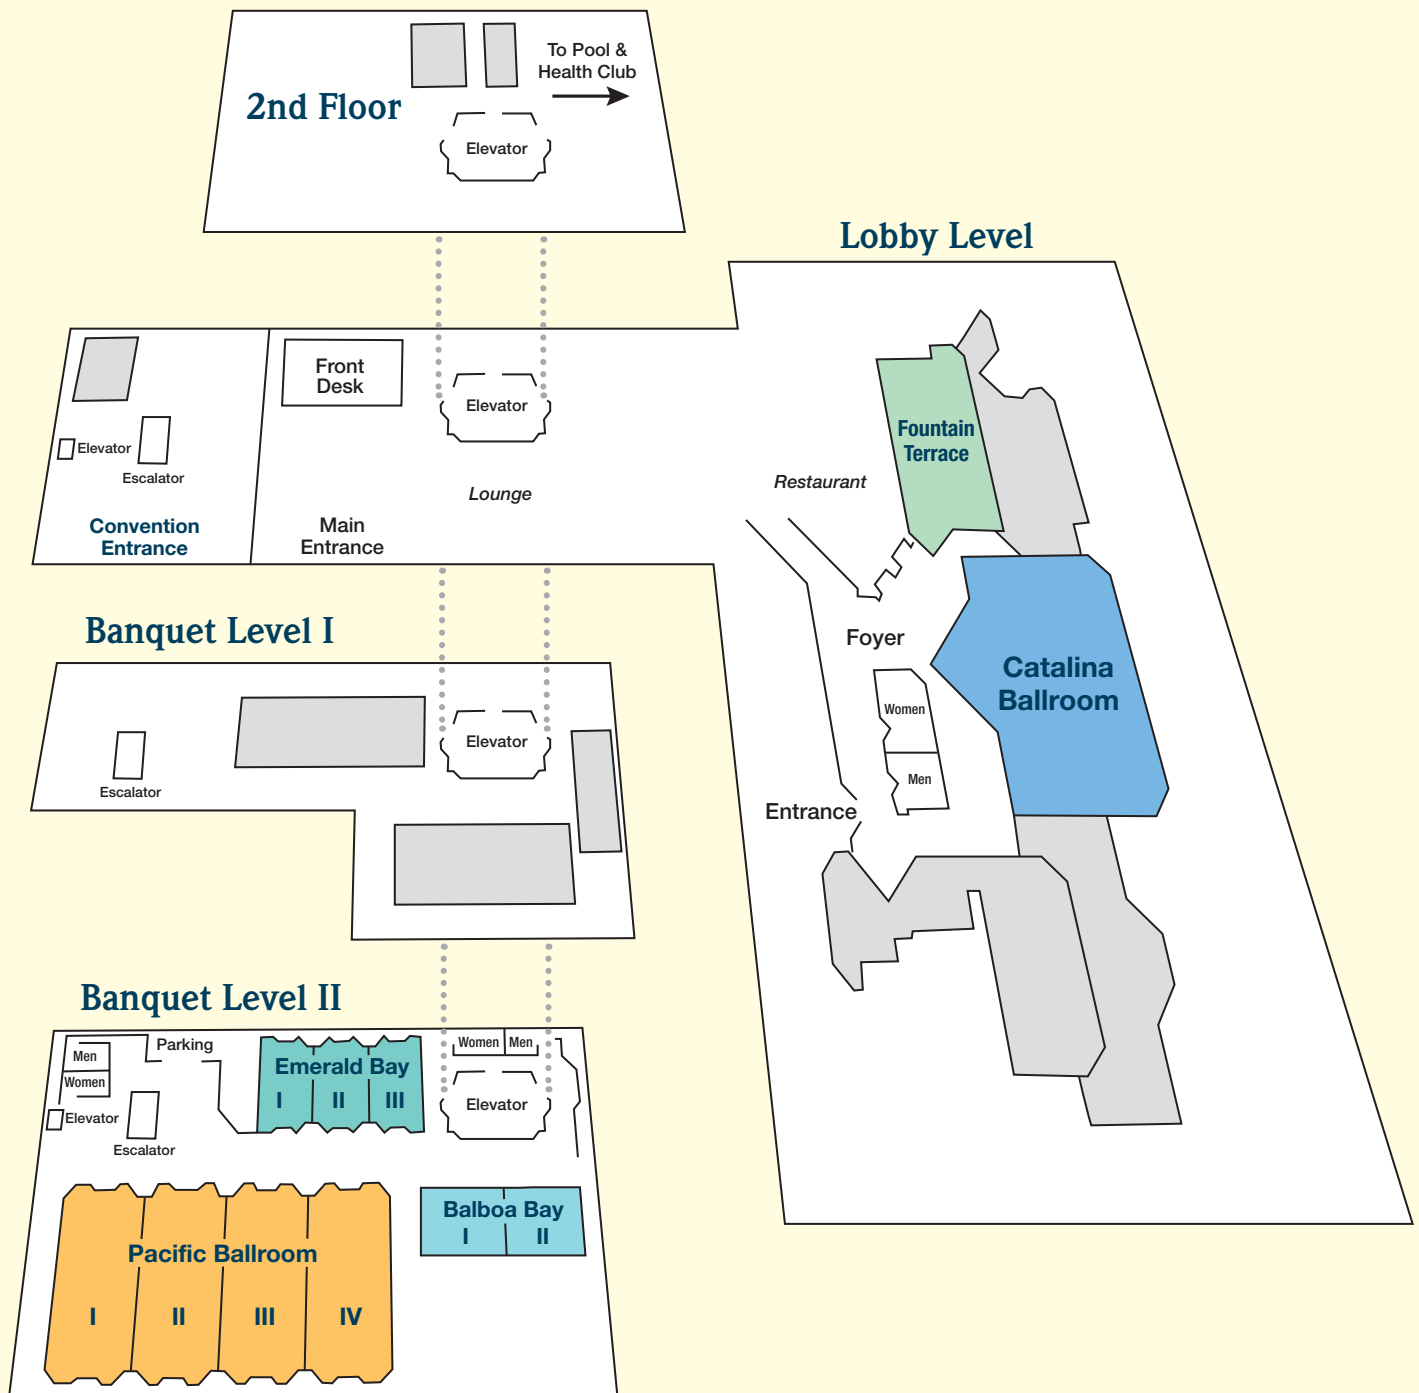 2nd Floor
To Pool &
Health Club
Elevator
Lobby Level
Front
Desk
Elevator
Elevator
Escalator
Lounge
Convention
Entrance
Main
Entrance
Fountain
Terrace
Restaurant
Foyer
Catalina
Ballroom
Women
Men
Entrance
Banquet Level I
Elevator
Escalator
Banquet Level II
Men
Women
Parking
Elevator
Escalator
Emerald Bay
I II III
Women Men
Elevator
Balboa Bay
I II
Pacific Ballroom
I II III IV